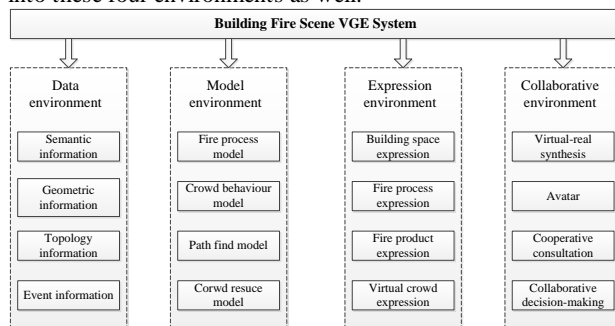 into these four environments as well.
Building Fire Scene VGE System
Data
environment
Semantic
information
Geometric
information
Topology
information
Event information
Model
environment
Fire process
model
Crowd behaviour
model
Path find model
Corwd resuce
model
Expression
environment
Building space
expression
Fire process
expression
Fire product
expression
Virtual crowd
expression
Collaborative
environment
Virtual-real
synthesis
Avatar
Cooperative
consultation
Collaborative
decision-making